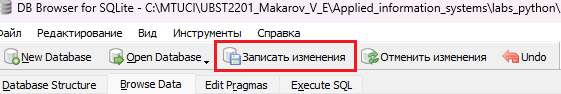 DB Browser for SQLite - C:\MTUCI\UBST2201_Makarov_V_E\Applied_information_systems\labs_python\
Файл Редактирование Вид Инструменты Справка
New Database Open Database Записать изменения Отменить изменения Undo
Database Structure Browse Data Edit Pragmas Execute SQL